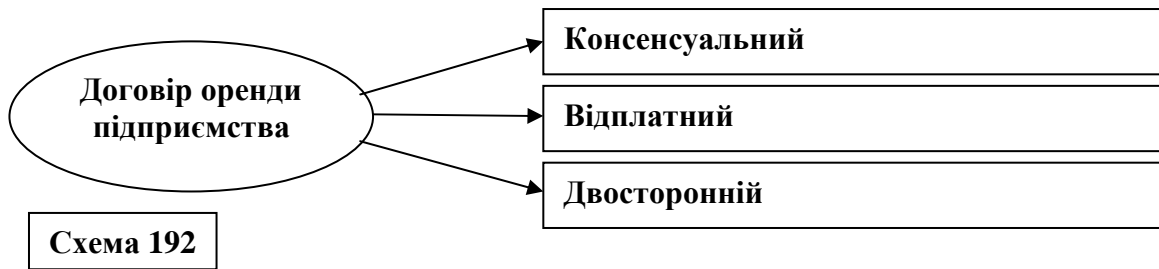 Договір оренди
підприємства
Консенсуальний
Відплатний
Двосторонній
Схема 192